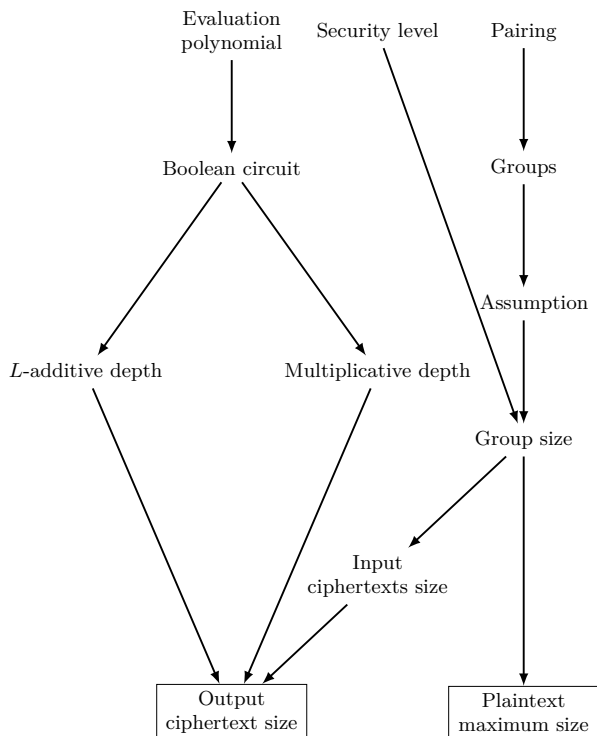 Evaluation
polynomial
Security level
Pairing
Boolean circuit
Groups
Assumption
L-additive depth
Multiplicative depth
Group size
Input
ciphertexts size
Output
ciphertext size
Plaintext
maximum size